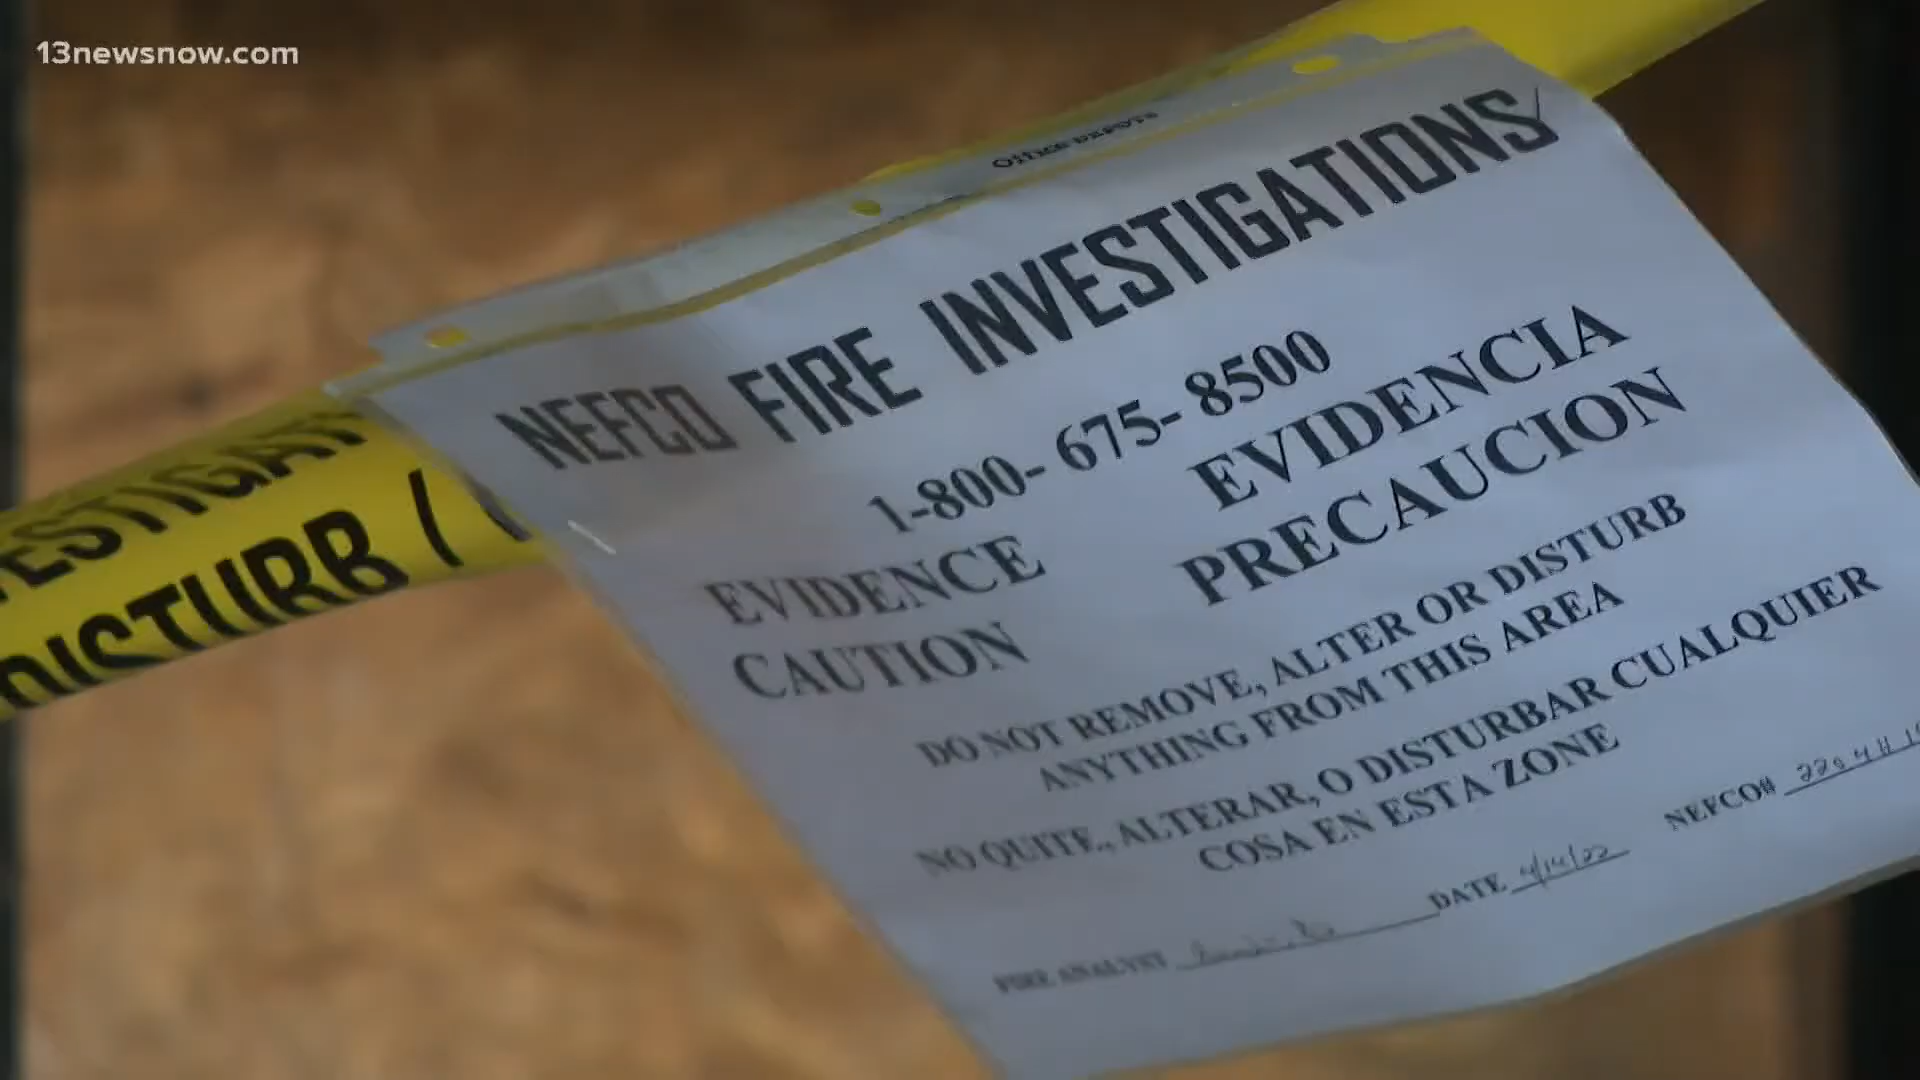 13newsnow.com
OFFICE DEPOT®
NEFCO FIRE INVESTIGATIONS
1-800- 675- 8500
EVIDENCE EVIDENCIA
CAUTION PRECAUCION
DO NOT REMOVE, ALTER OR DISTURB
ANYTHING FROM THIS AREA
NO QUITE, ALTERAR, O DISTURBAR CUALQUIER
COSA EN ESTA ZONE
FIRE ANALYST DATE 4/14/22 NEFCO#
DISTURB /